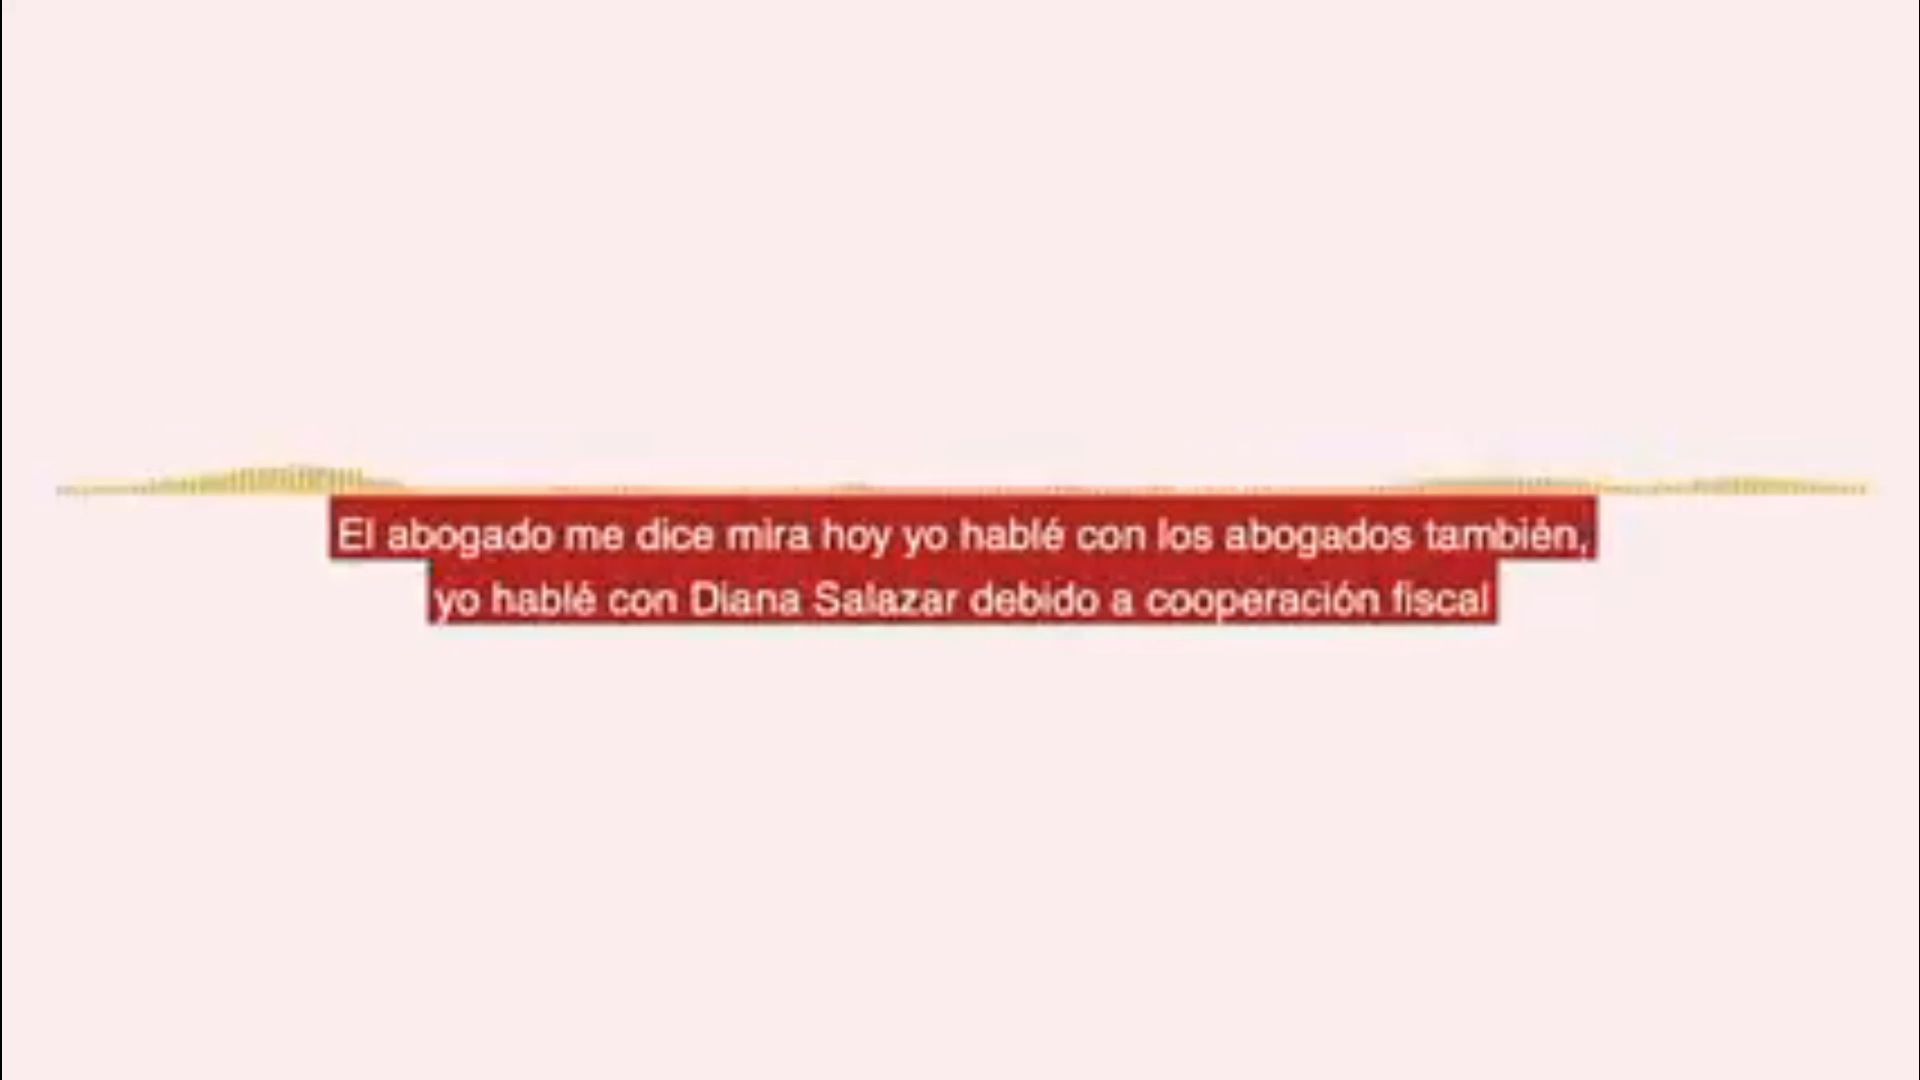 El abogado me dice mira hoy yo hablé con los abogados también,
yo hablé con Diana Salazar debido a cooperación fiscal